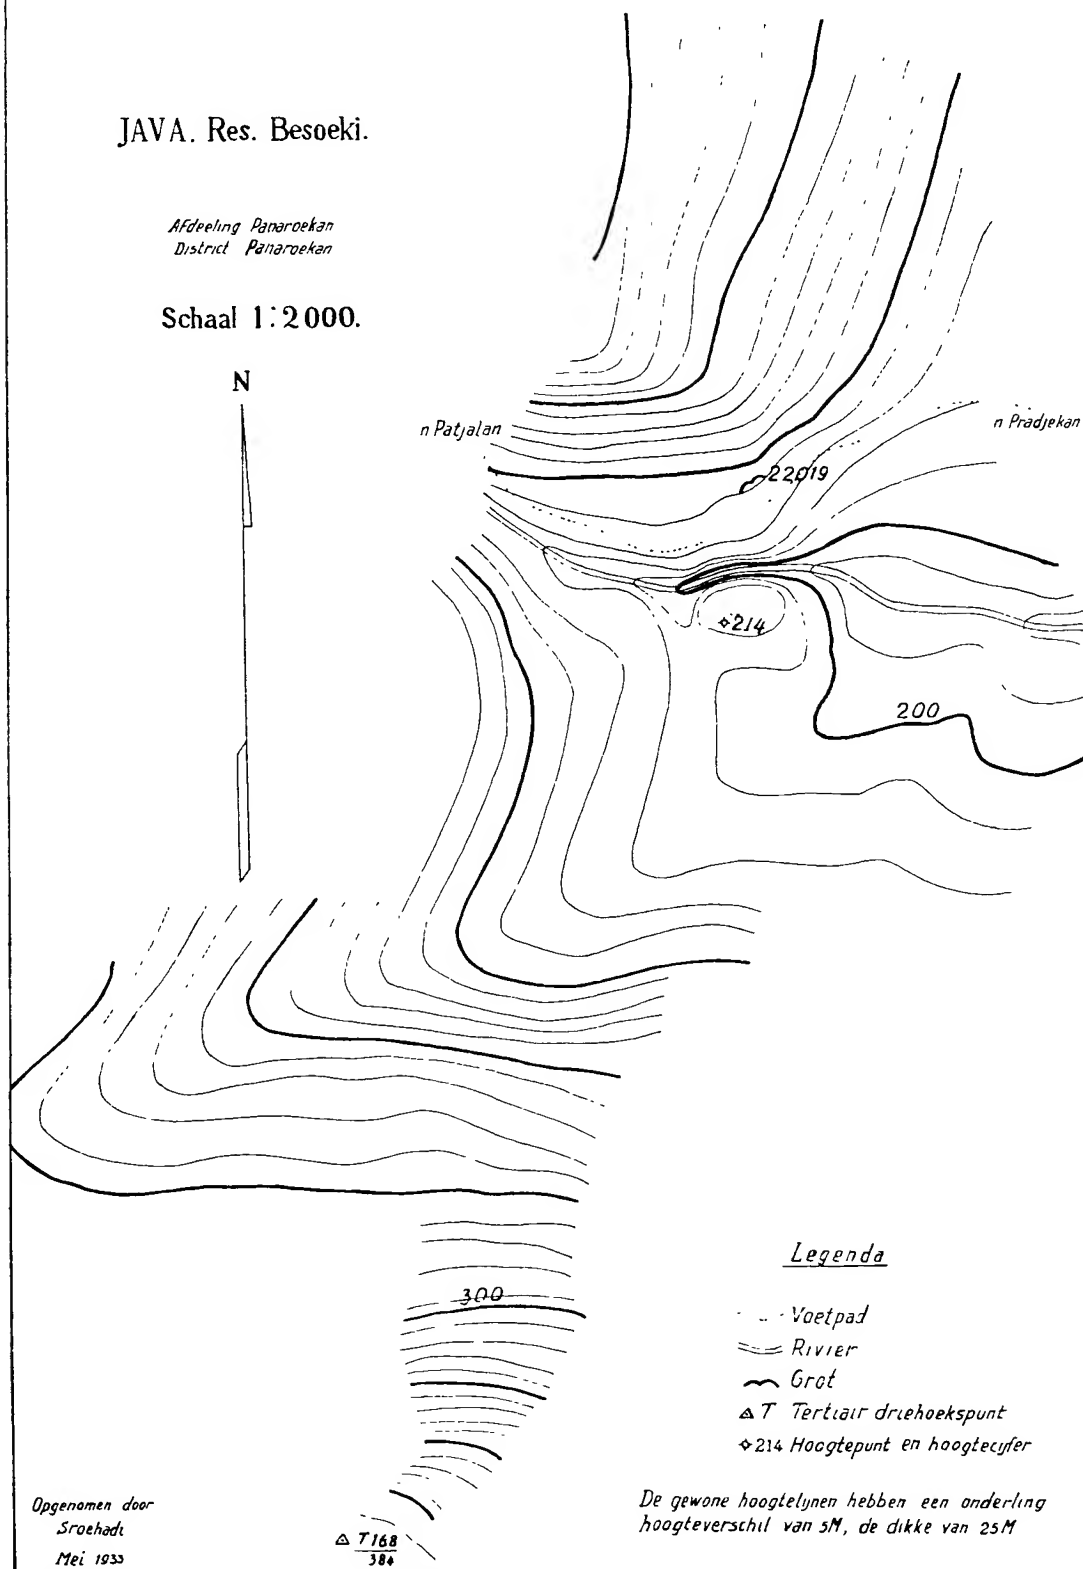 JAVA. Res. Besoeki.
Afdeeling Panaroekan
District Panaroekan
Schaal 1:2000.
N
n Patjalan
n Pradjekan
220,19
214
200
300
Legenda
Voetpad
Rivier
Grot
T Tertiair driehoekspunt
214 Hoogtepunt en hoogtecijfer
De gewone hoogtelijnen hebben een onderling
hoogteverschil van 5M, de dikke van 25M
Opgenomen door
Sroehadi
Mei 1933
T168
384